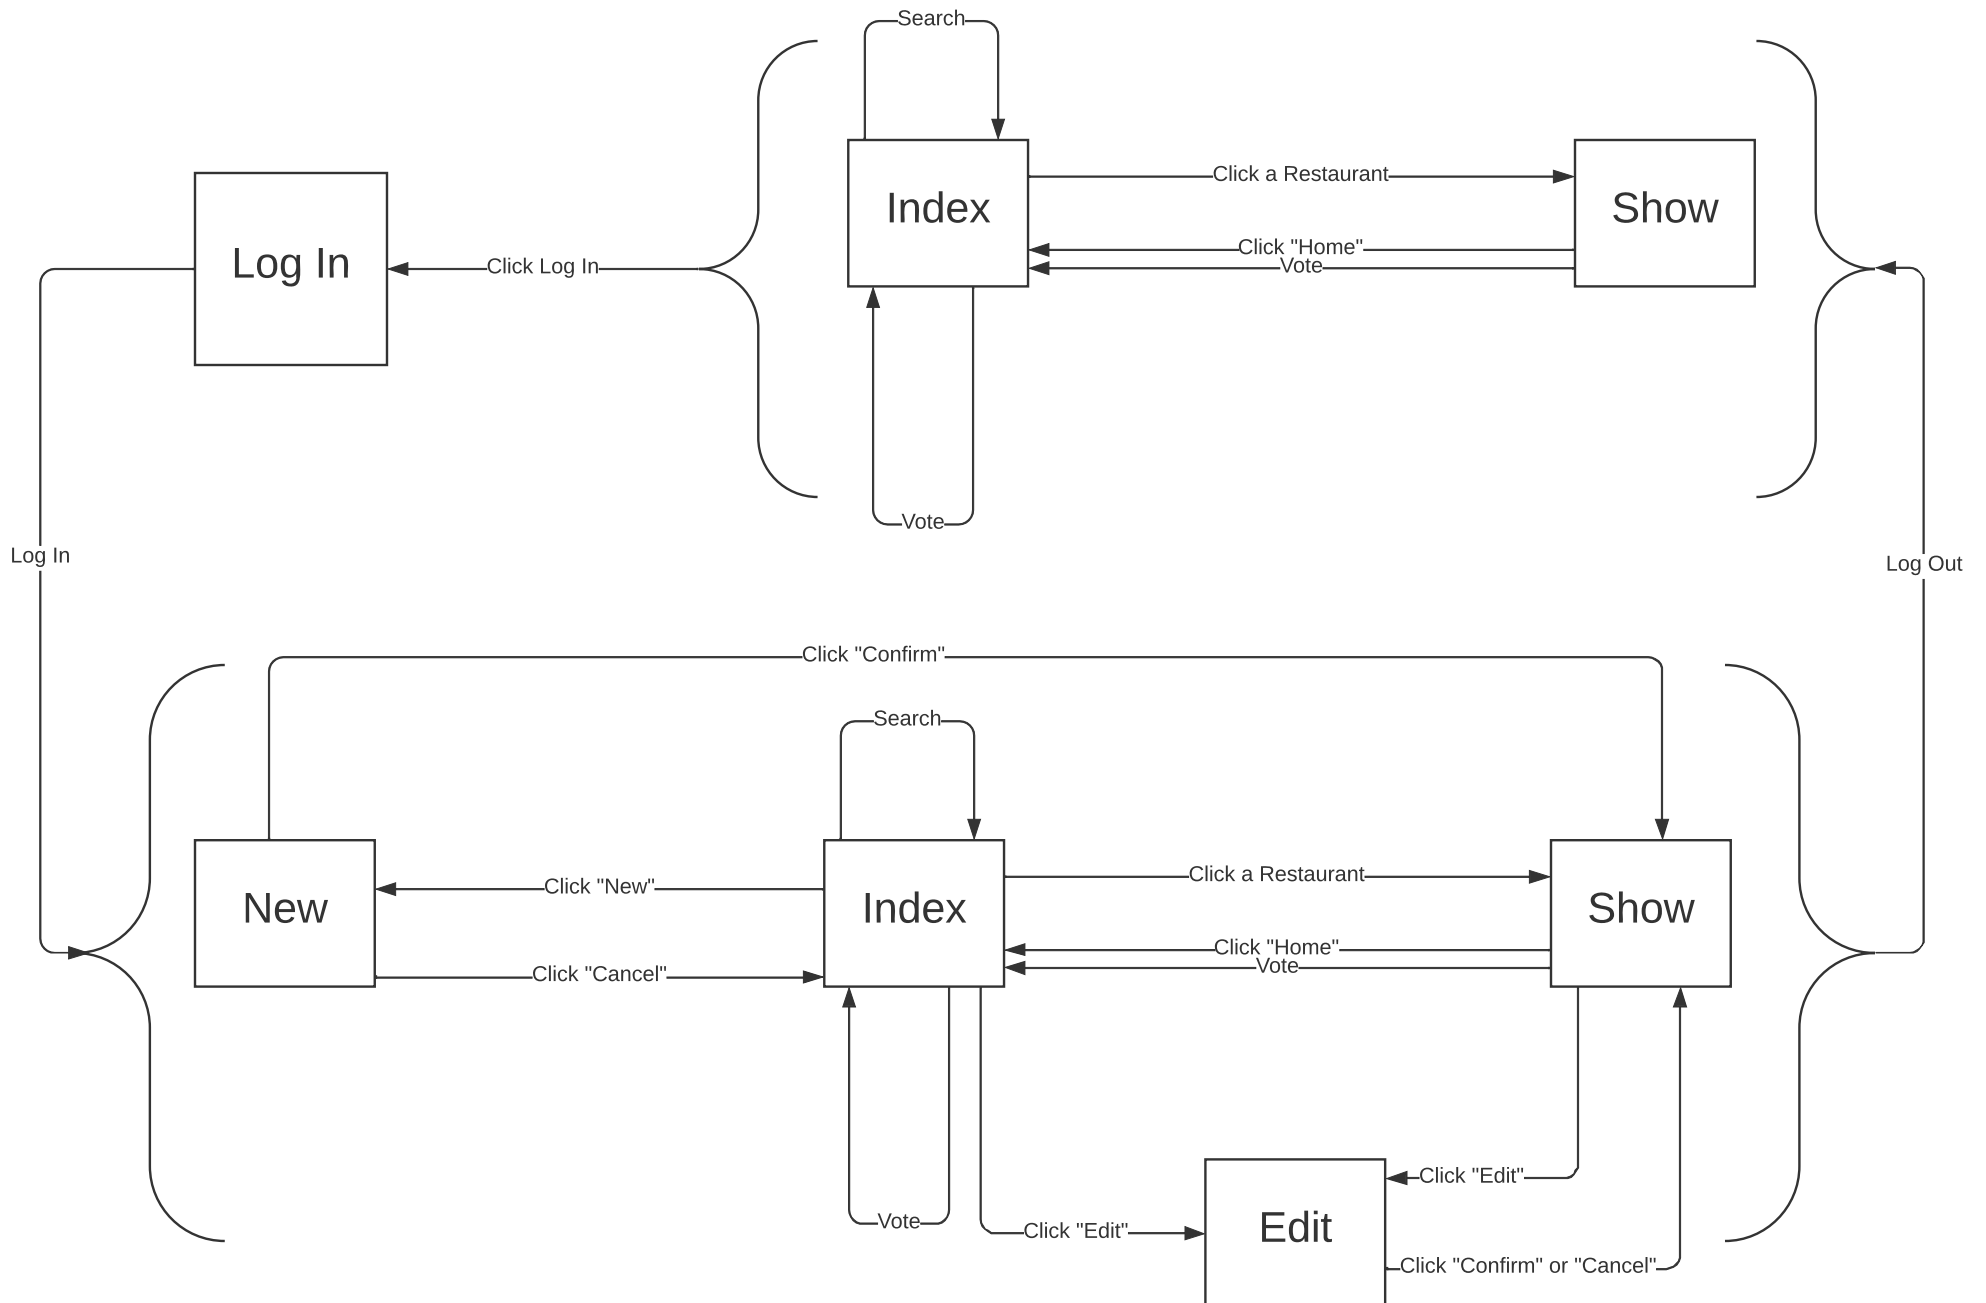 Search
Click a Restaurant
Index
Show
Click "Home"
Vote
Log In
Click Log In
Vote
Log In
Log Out
Click "Confirm"
Search
Click a Restaurant
Click "New"
New
Index
Show
Click "Home"
Vote
Click "Cancel"
Click "Edit"
Vote
Click "Edit"
Edit
Click "Confirm" or "Cancel"